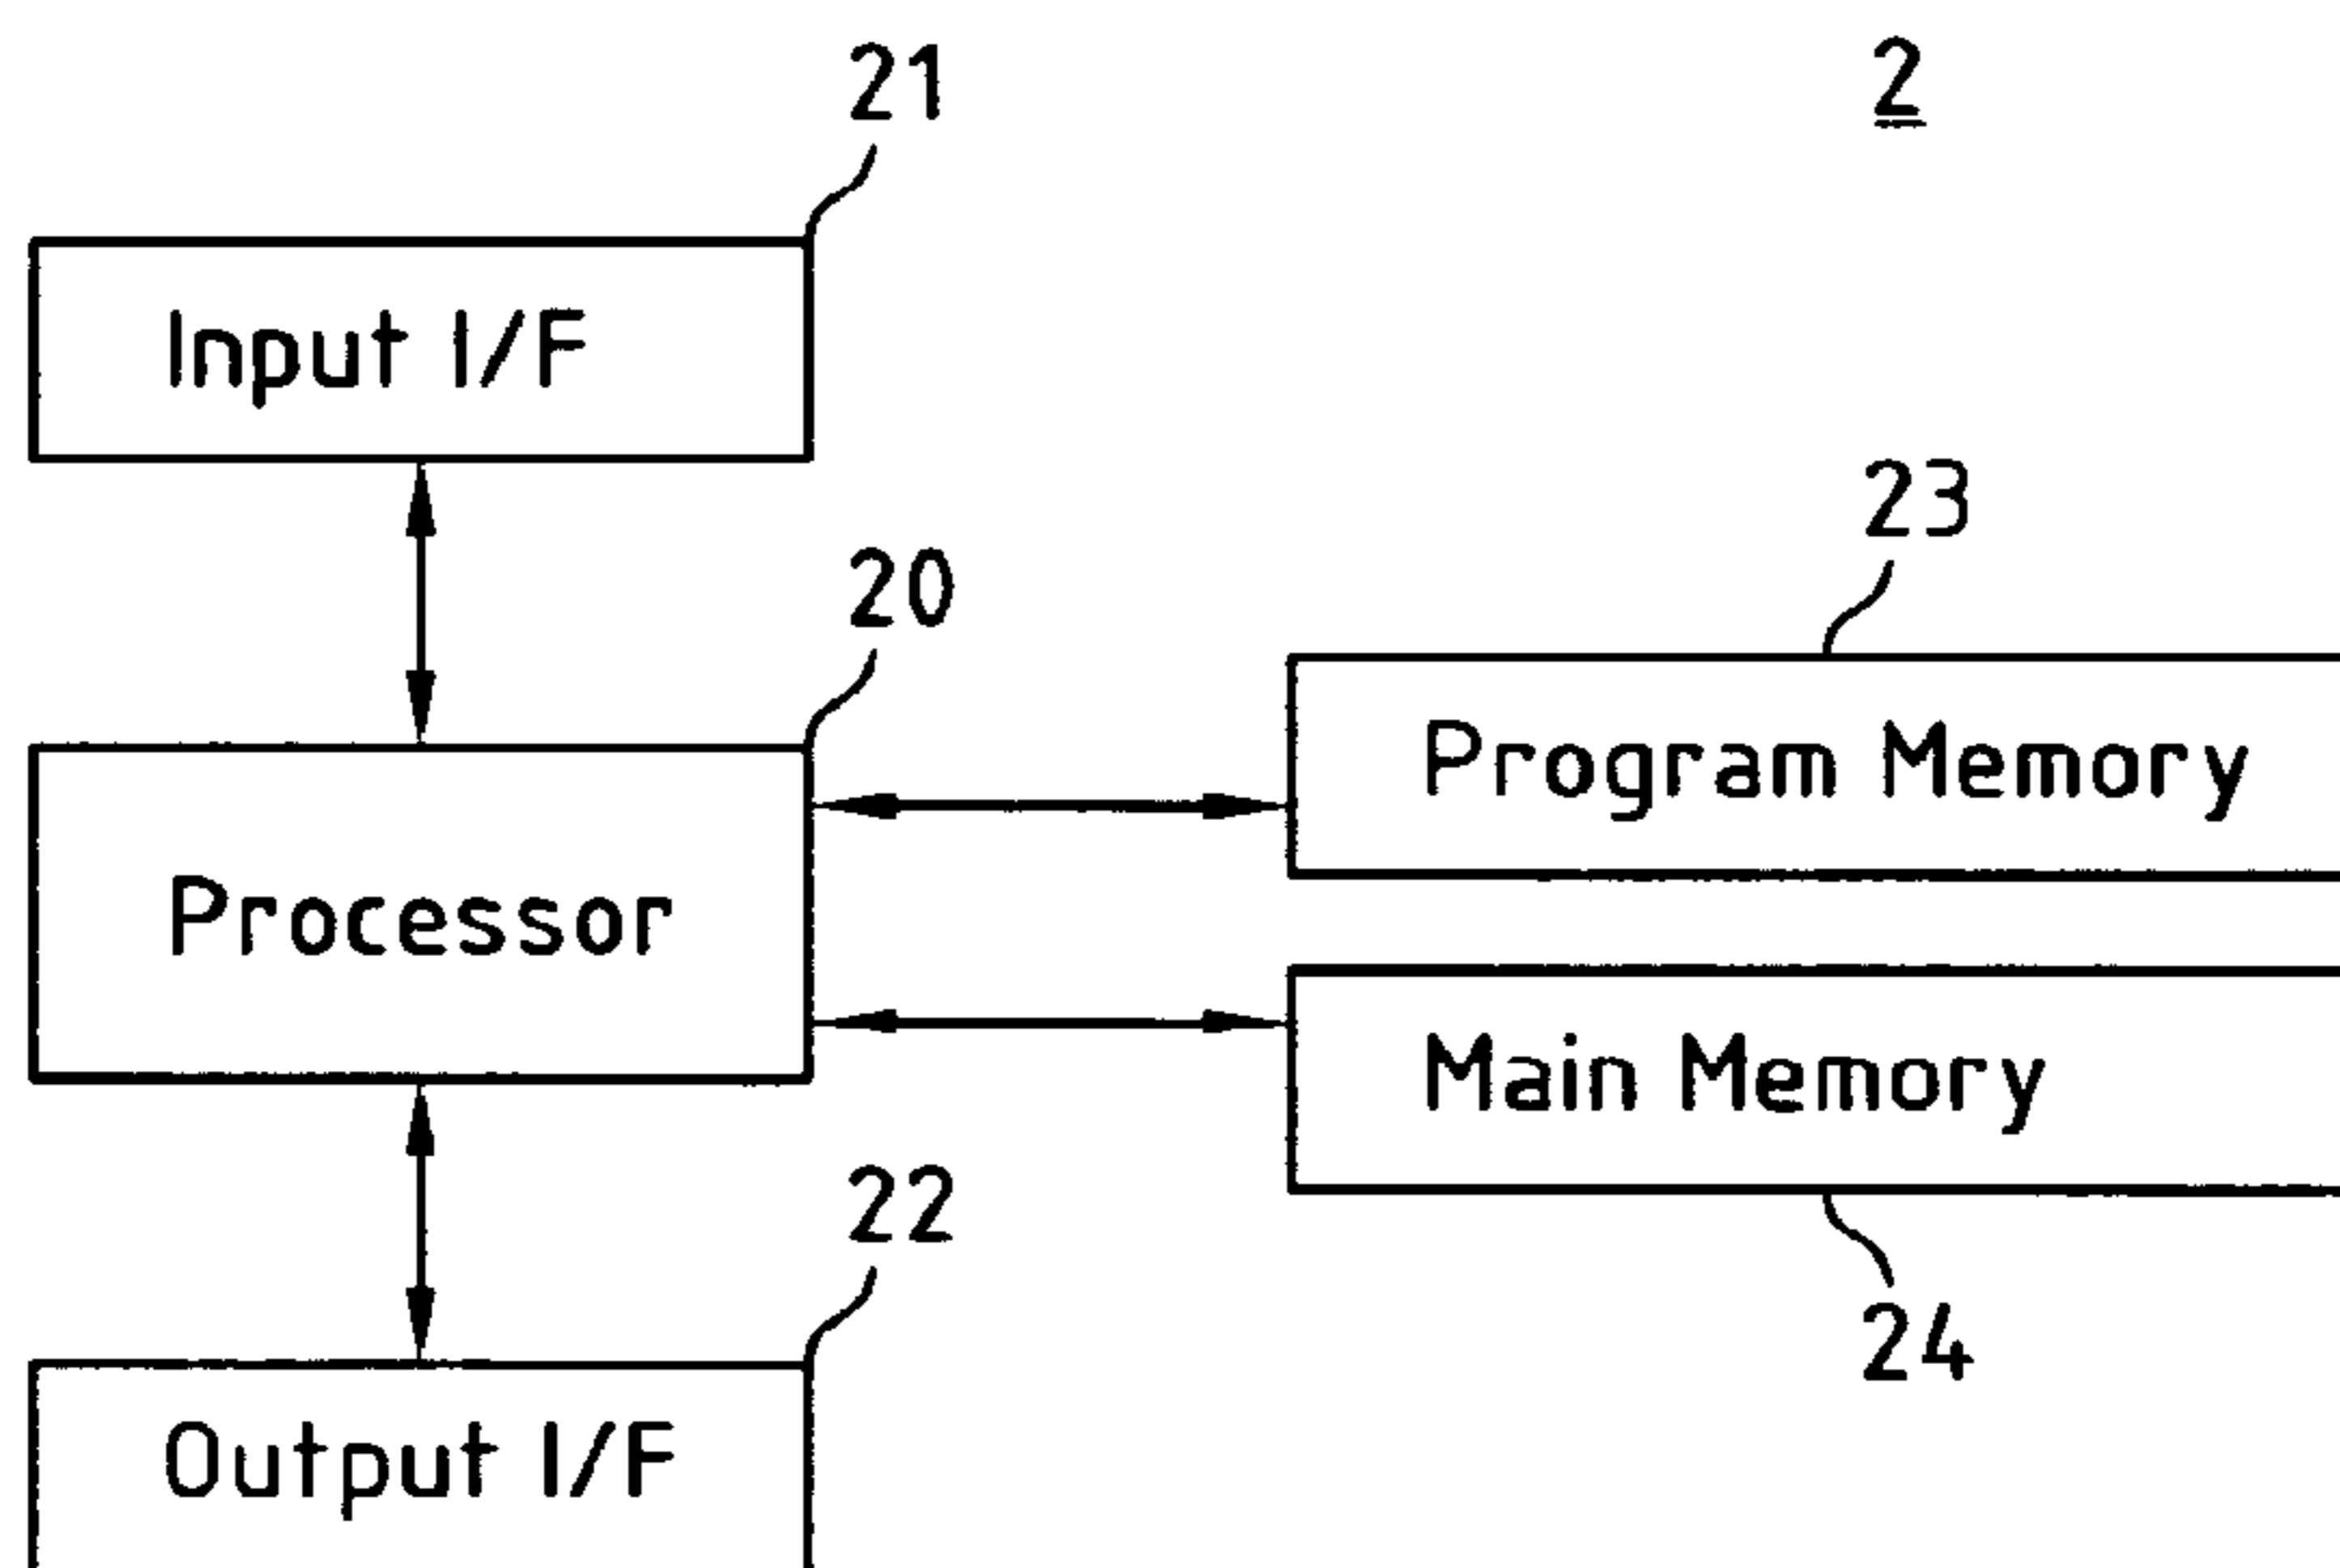 21
2
Input I/F
23
20
Program Memory
Processor
Main Memory
22
24
Output I/F